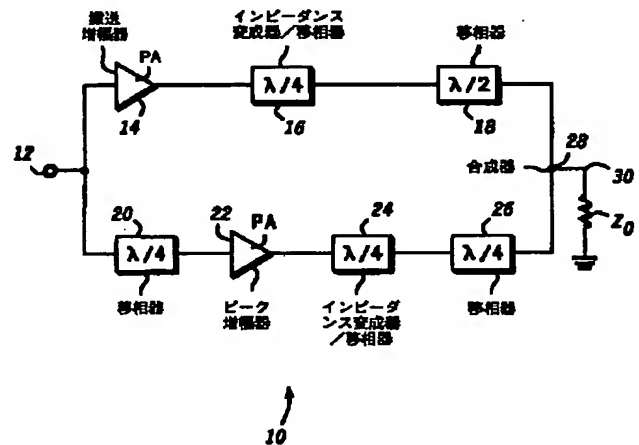 搬送
増幅器
PA
14
インピーダンス
変成器/移相器
λ/4
16
移相器
λ/2
18
12
合成器
28
30
Z0
20
λ/4
移相器
22
PA
ピーク
増幅器
24
λ/4
インピーダ
ンス変成器
/移相器
26
λ/4
移相器
10